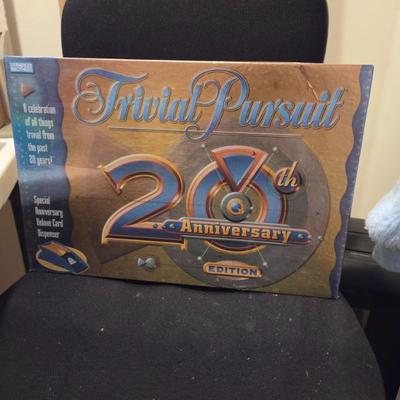 Trivial Pursuit
A celebration
of all things
trivial from
the past
20 years!
Special
Anniversary
Deluxe Card
Dispenser
20th
Anniversary
EDITION